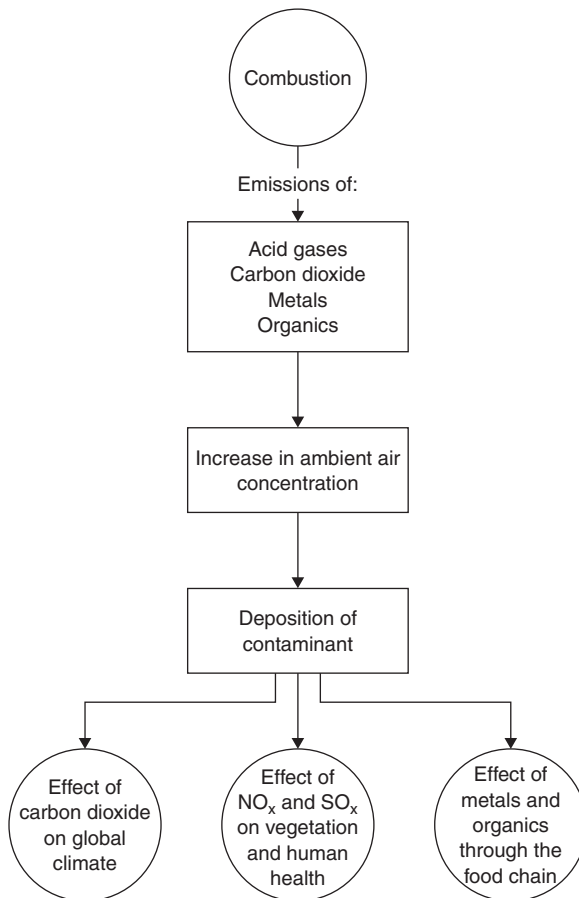 Combustion
Emissions of:
Acid gases
Carbon dioxide
Metals
Organics
Increase in ambient air
concentration
Deposition of
contaminant
Effect of
carbon dioxide
on global
climate
Effect of
NOx and SOx
on vegetation
and human
health
Effect of
metals and
organics
through the
food chain